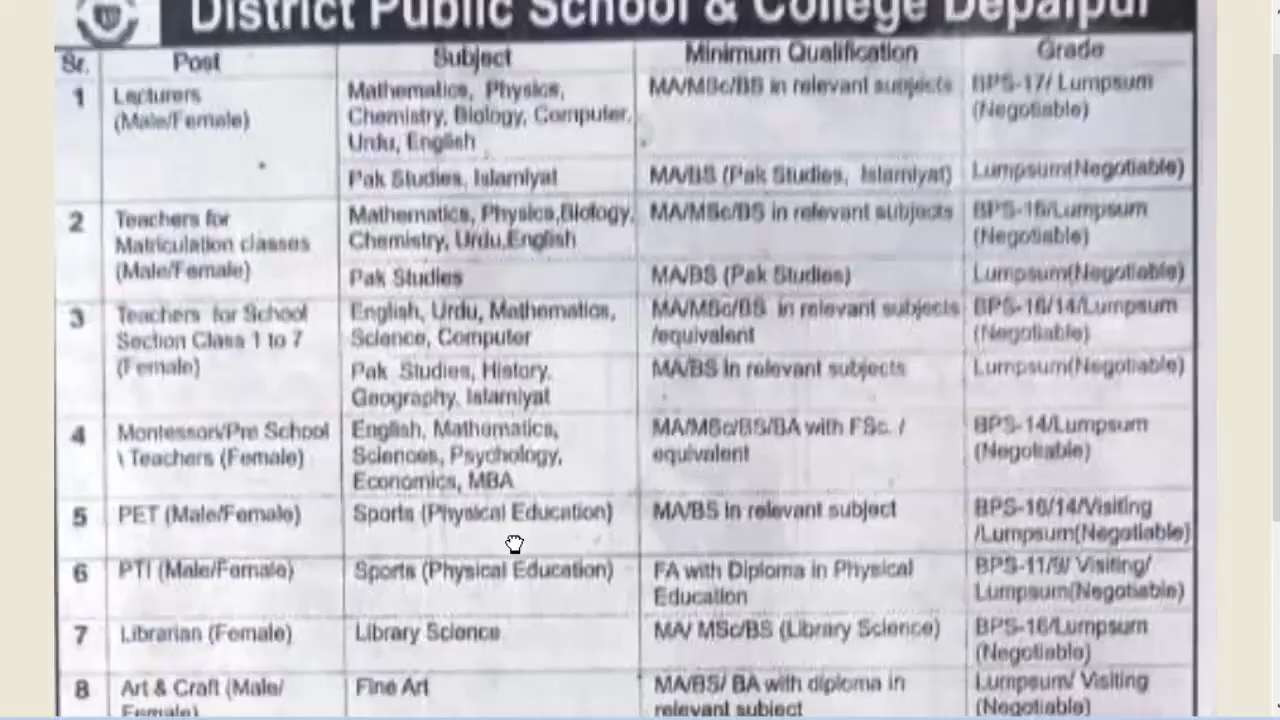 District Public School & College Depalpur
Sr. Post Subject Minimum Qualification Grade
1 Lecturers (Male/Female) Mathematics, Physics, Chemistry, Biology, Computer, Urdu, English MA/MSc/BS in relevant subjects BPS-17/ Lumpsum (Negotiable)
Pak Studies, Islamiyat MA/BS (Pak Studies, Islamiyat) Lumpsum(Negotiable)
2 Teachers for Matriculation classes (Male/Female) Mathematics, Physics,Biology, Chemistry, Urdu,English MA/MSc/BS in relevant subjects BPS-16/Lumpsum (Negotiable)
Pak Studies MA/BS (Pak Studies) Lumpsum(Negotiable)
3 Teachers for School Section Class 1 to 7 (Female) English, Urdu, Mathematics, Science, Computer MA/MSc/BS in relevant subjects /equivalent BPS-16/14/Lumpsum (Negotiable)
Pak Studies, History, Geography, Islamiyat MA/BS in relevant subjects Lumpsum(Negotiable)
4 Montessori/Pre School \ Teachers (Female) English, Mathematics, Sciences, Psychology, Economics, MBA MA/MSc/BS/BA with FSc. / equivalent BPS-14/Lumpsum (Negotiable)
5 PET (Male/Female) Sports (Physical Education) MA/BS in relevant subject BPS-16/14/Visiting /Lumpsum(Negotiable)
6 PTI (Male/Female) Sports (Physical Education) FA with Diploma in Physical Education BPS-11/9/ Visiting/ Lumpsum(Negotiable)
7 Librarian (Female) Library Science MA/ MSc/BS (Library Science) BPS-16/Lumpsum (Negotiable)
8 Art & Craft (Male/ Female) Fine Art MA/BS/ BA with diploma in relevant subject Lumpsum/ Visiting (Negotiable)